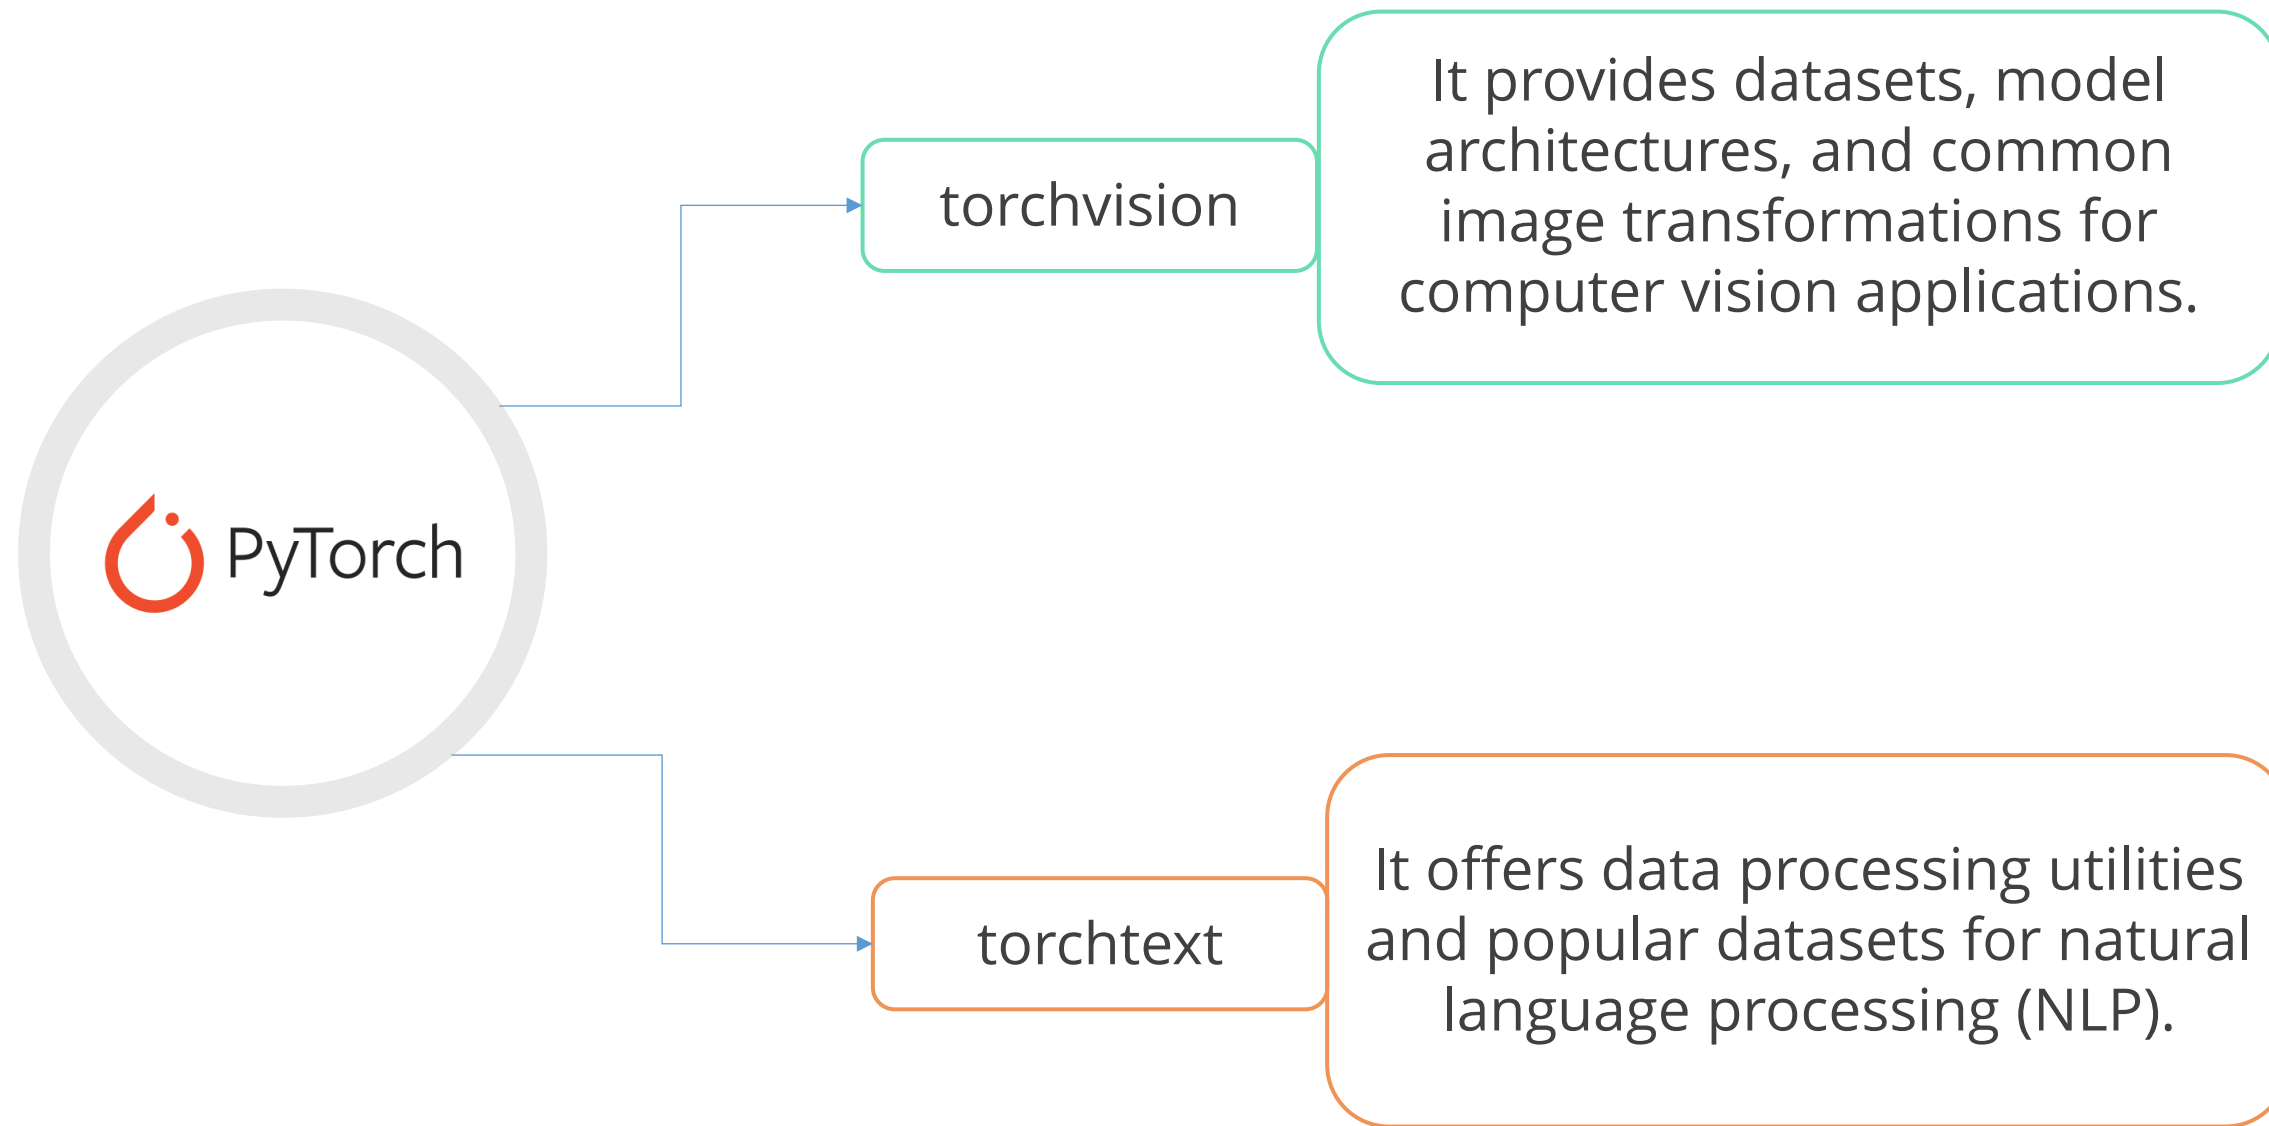 PyTorch
torchvision
It provides datasets, model
architectures, and common
image transformations for
computer vision applications.
torchtext
It offers data processing utilities
and popular datasets for natural
language processing (NLP).